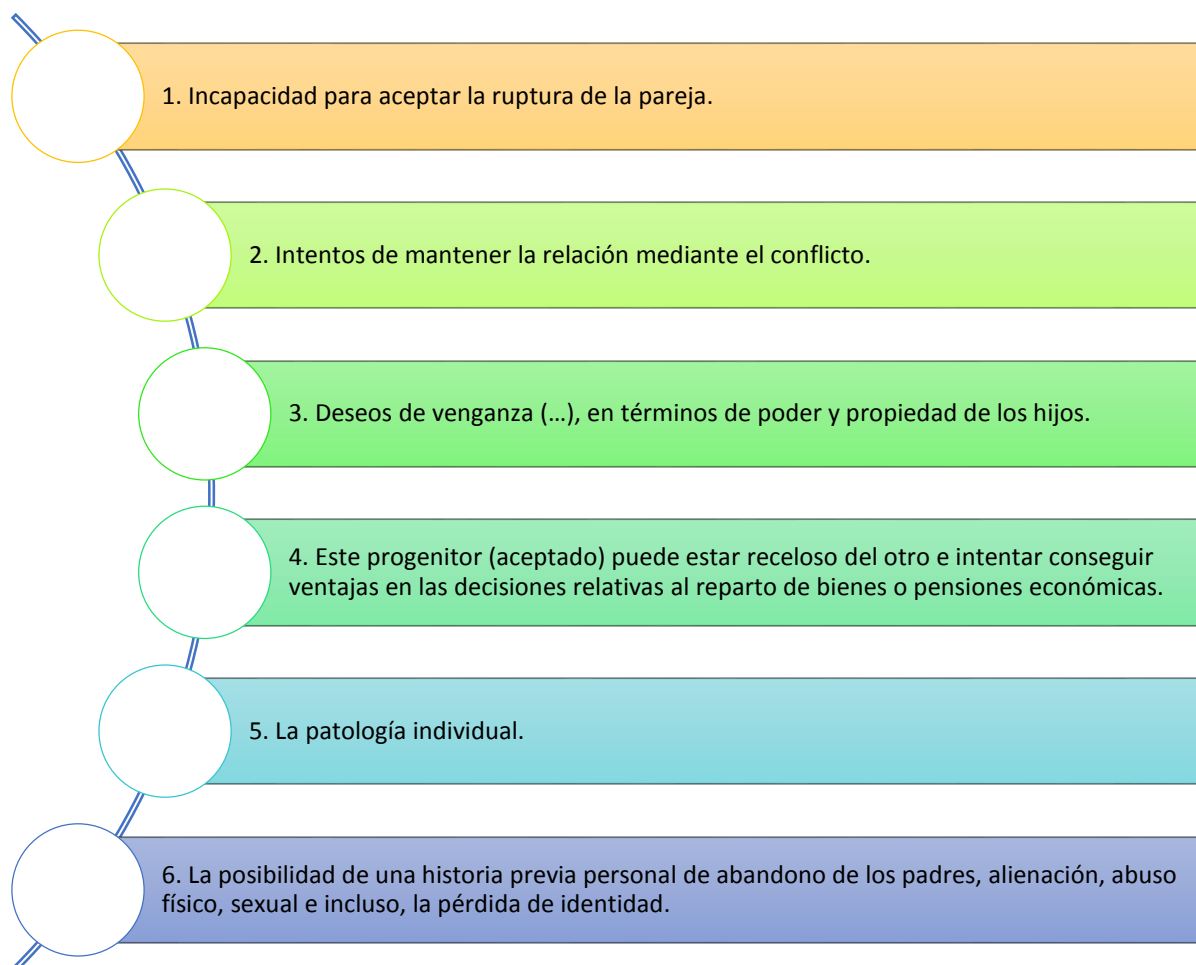 1. Incapacidad para aceptar la ruptura de la pareja.
2. Intentos de mantener la relación mediante el conflicto.
3. Deseos de venganza (…), en términos de poder y propiedad de los hijos.
4. Este progenitor (aceptado) puede estar receloso del otro e intentar conseguir
ventajas en las decisiones relativas al reparto de bienes o pensiones económicas.
5. La patología individual.
6. La posibilidad de una historia previa personal de abandono de los padres, alienación, abuso
físico, sexual e incluso, la pérdida de identidad.